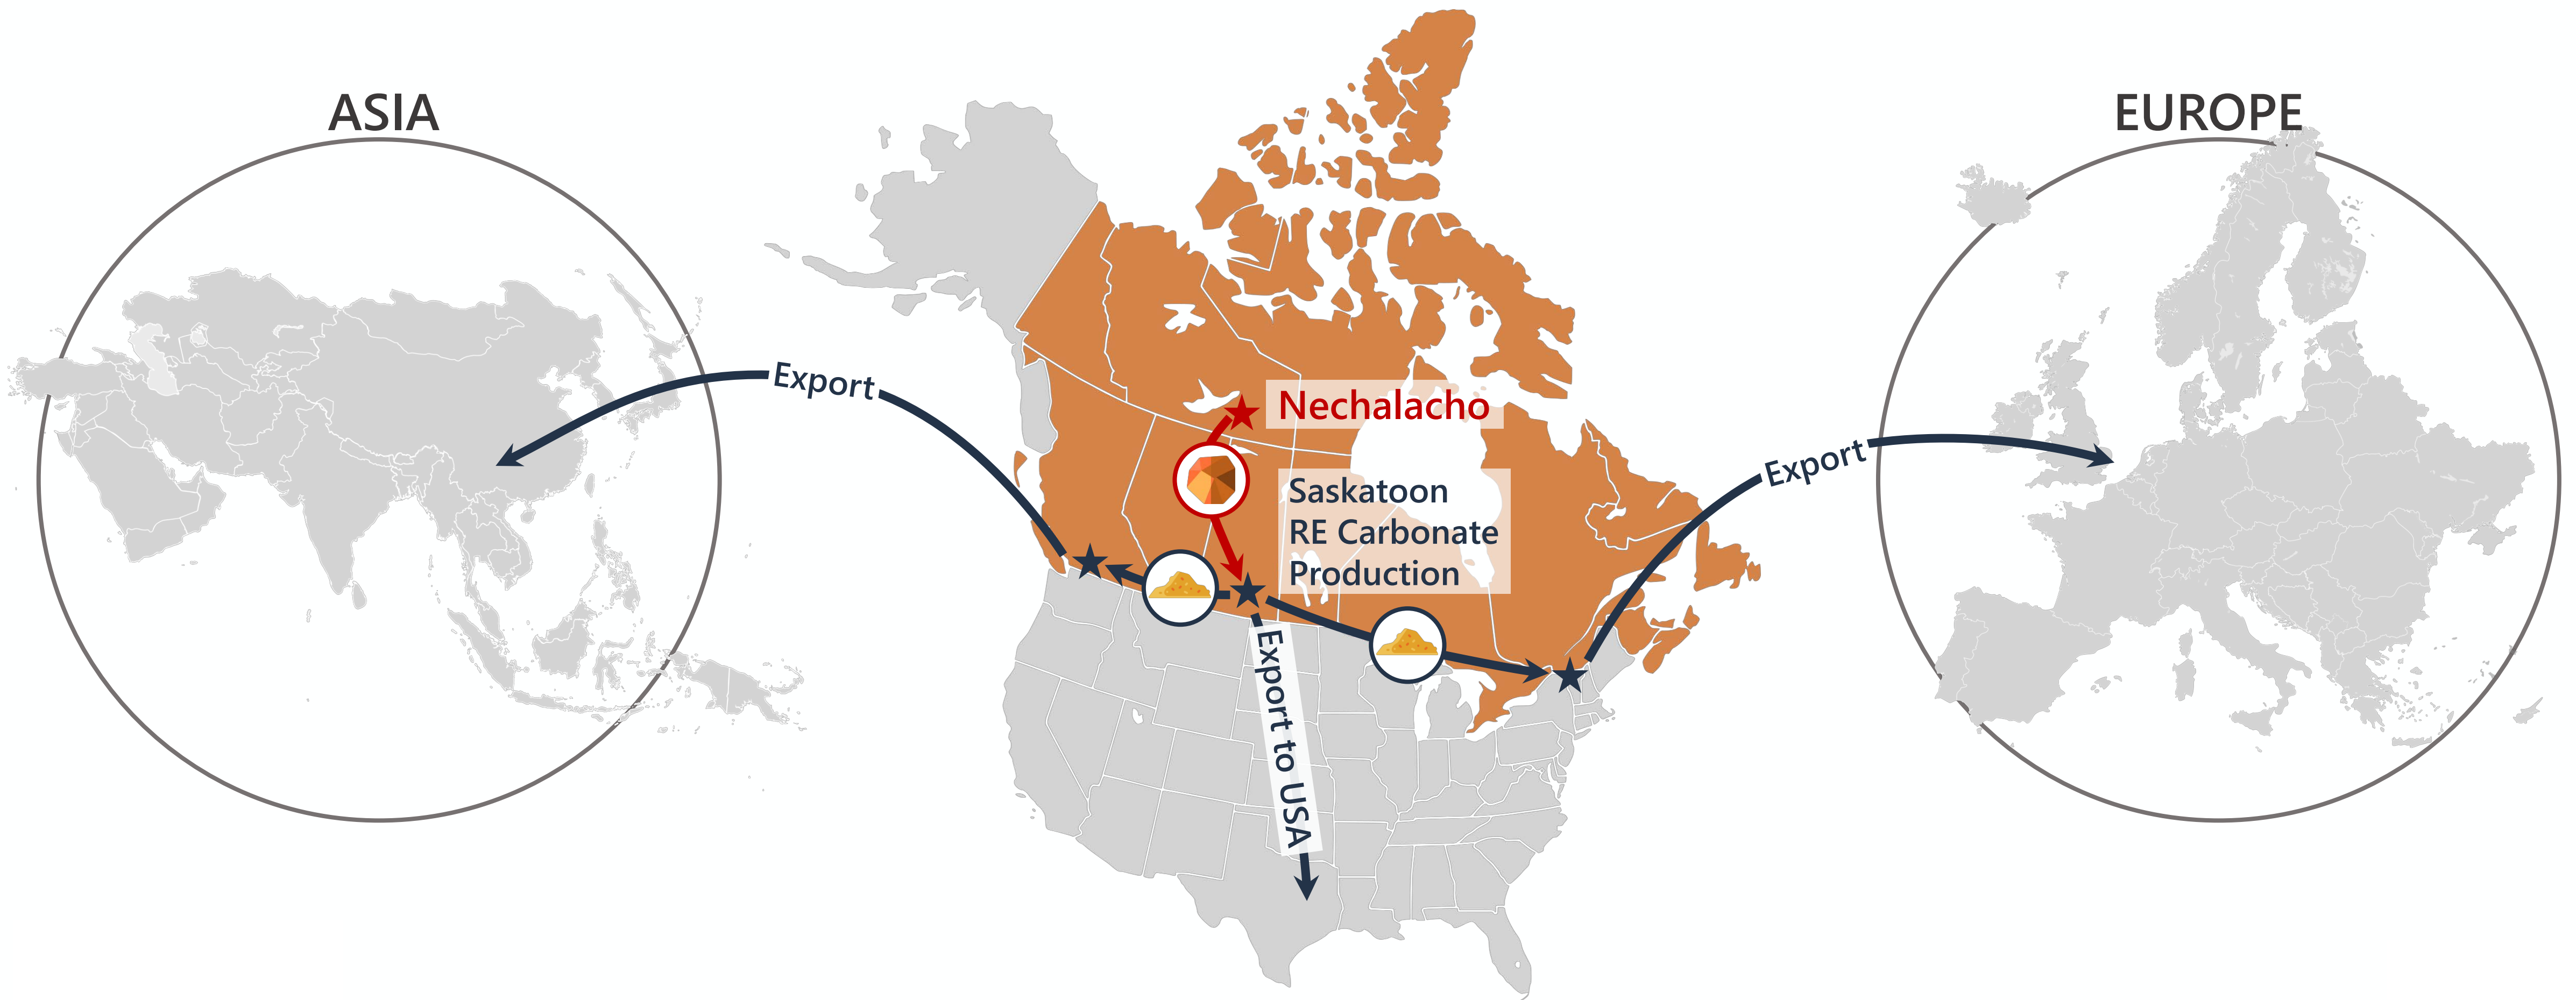 ASIA
EUROPE
Export
Nechalacho
Export
Saskatoon
RE Carbonate
Production
Export to USA